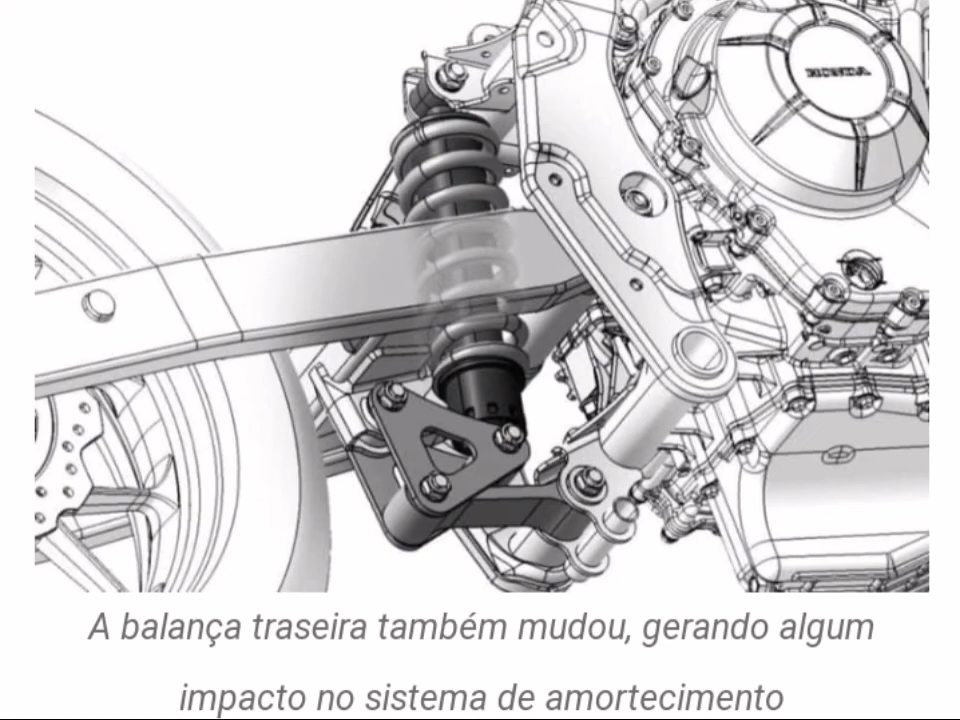 HONDA
A balança traseira também mudou, gerando algum
impacto no sistema de amortecimento